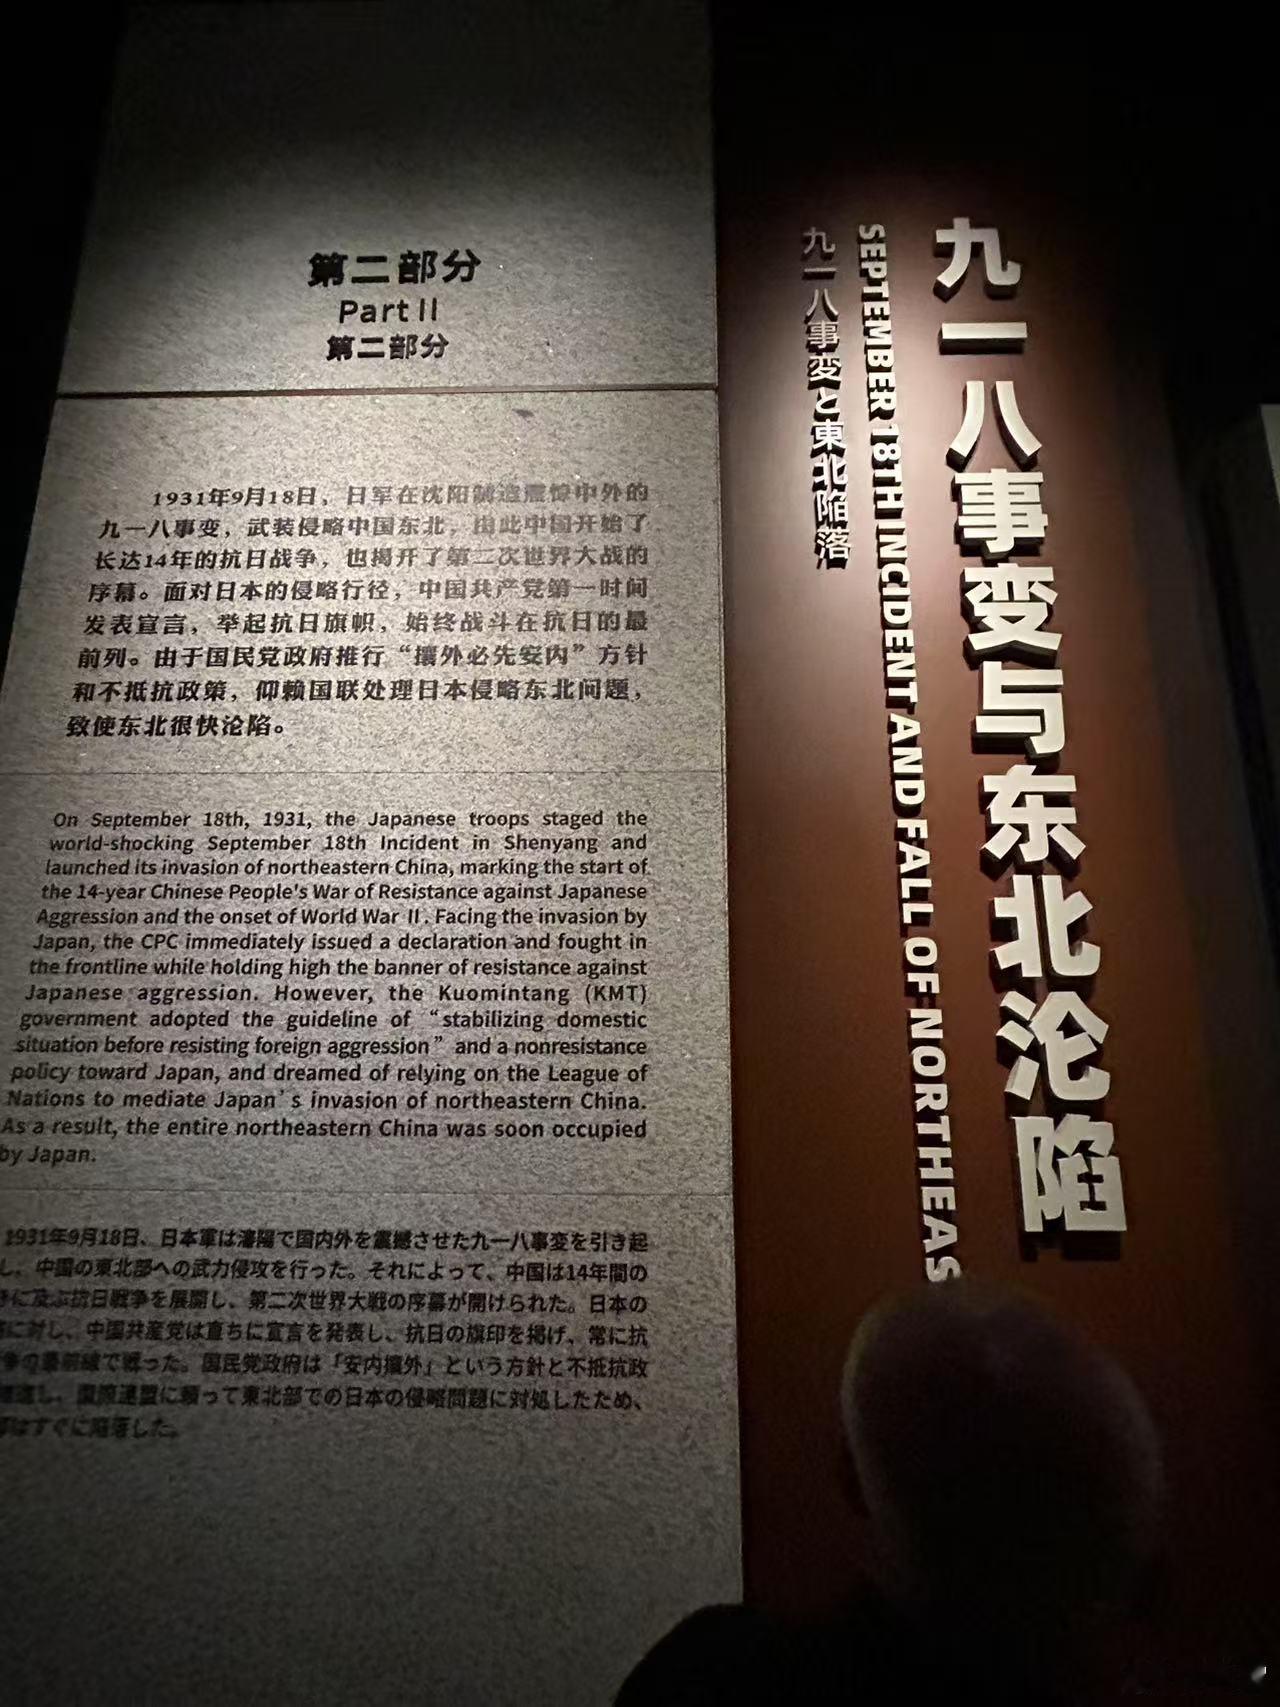 第二部分
Part II
第二部分
1931年9月18日，日军在沈阳制造震惊中外的
九一八事变，武装侵略中国东北，由此中国开始了
长达14年的抗日战争，也揭开了第二次世界大战的
序幕。面对日本的侵略行径，中国共产党第一时间
发表宣言，举起抗日旗帜，始终战斗在抗日的最
前列。由于国民党政府推行“攘外必先安内”方针
和不抵抗政策，仰赖国联处理日本侵略东北问题，
致使东北很快沦陷。
On September 18th, 1931, the Japanese troops staged the
world-shocking September 18th Incident in Shenyang and
launched its invasion of northeastern China, marking the start of
the 14-year Chinese People's War of Resistance against Japanese
Aggression and the onset of World War II. Facing the invasion by
Japan, the CPC immediately issued a declaration and fought in
the frontline while holding high the banner of resistance against
Japanese aggression. However, the Kuomintang (KMT)
government adopted the guideline of “stabilizing domestic
situation before resisting foreign aggression” and a nonresistance
policy toward Japan, and dreamed of relying on the League of
Nations to mediate Japan's invasion of northeastern China.
As a result, the entire northeastern China was soon occupied
by Japan.
1931年9月18日、日本軍は瀋陽で国内外を震撼させた九一八事変を引き起
し、中国の東北部への武力侵攻を行った。それによって、中国は14年間の
に及ぶ抗日戦争を展開し、第二次世界大戦の序幕が開けられた。日本の
に対し、中国共産党は直ちに宣言を発表し、抗日の旗印を掲げ、常に抗
争の最前線で戦った。国民党政府は「安内攘外」という方針と不抵抗政
し、国際連盟に頼って東北部での日本の侵略問題に対処したため、
はすぐに陥落した。
九一八事变与东北沦陷
SEPTEMBER 18TH INCIDENT AND FALL OF NORTHEAS
九一八事変と東北陥落